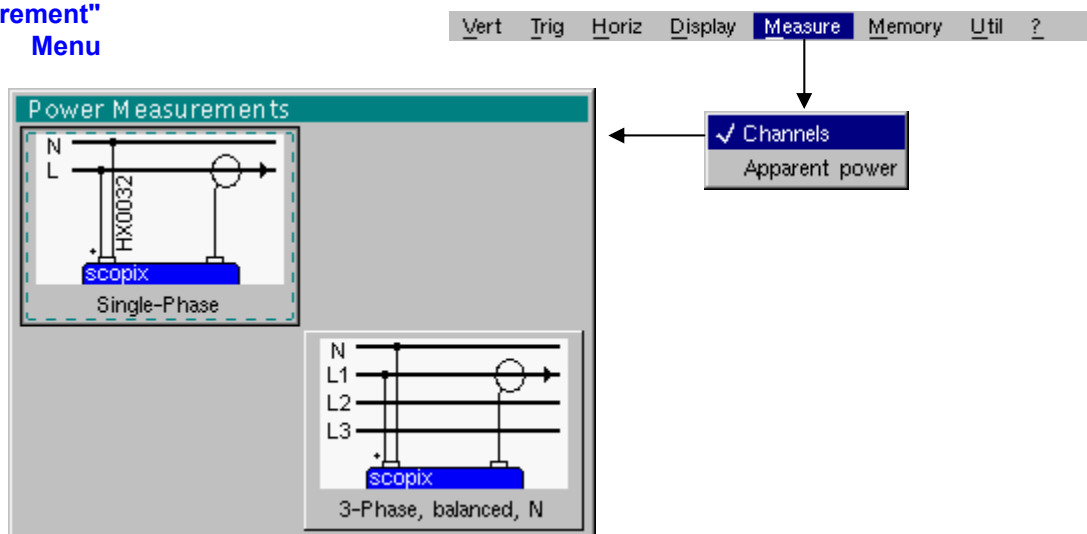 rement"
Menu
Vert Trig Horiz Display Measure Memory Util ?
Power Measurements
✓ Channels
Apparent power
N
L
HX0032
+
scopix
Single-Phase
N
L1
L2
L3
+
scopix
3-Phase, balanced, N